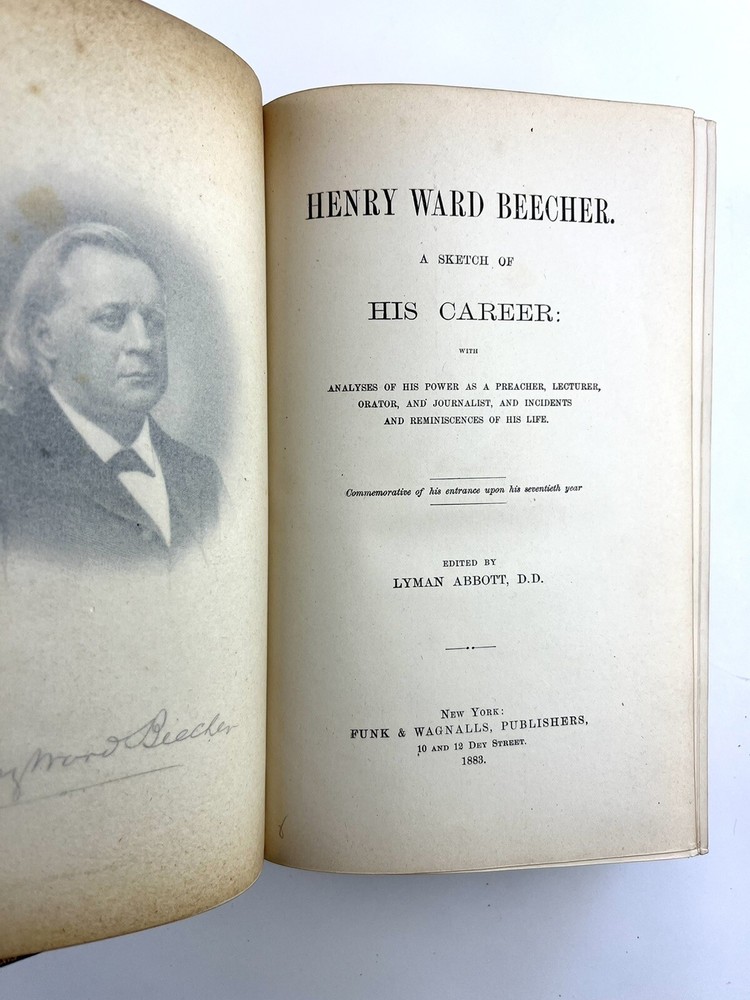 Ward Beecher
HENRY WARD BEECHER.
A SKETCH OF
HIS CAREER:
WITH
ANALYSES OF HIS POWER AS A PREACHER, LECTURER,
ORATOR, AND JOURNALIST, AND INCIDENTS
AND REMINISCENCES OF HIS LIFE.
Commemorative of his entrance upon his seventieth year
EDITED BY
LYMAN ABBOTT, D.D.
NEW YORK:
FUNK & WAGNALLS, PUBLISHERS,
10 AND 12 DEY STREET.
1883.